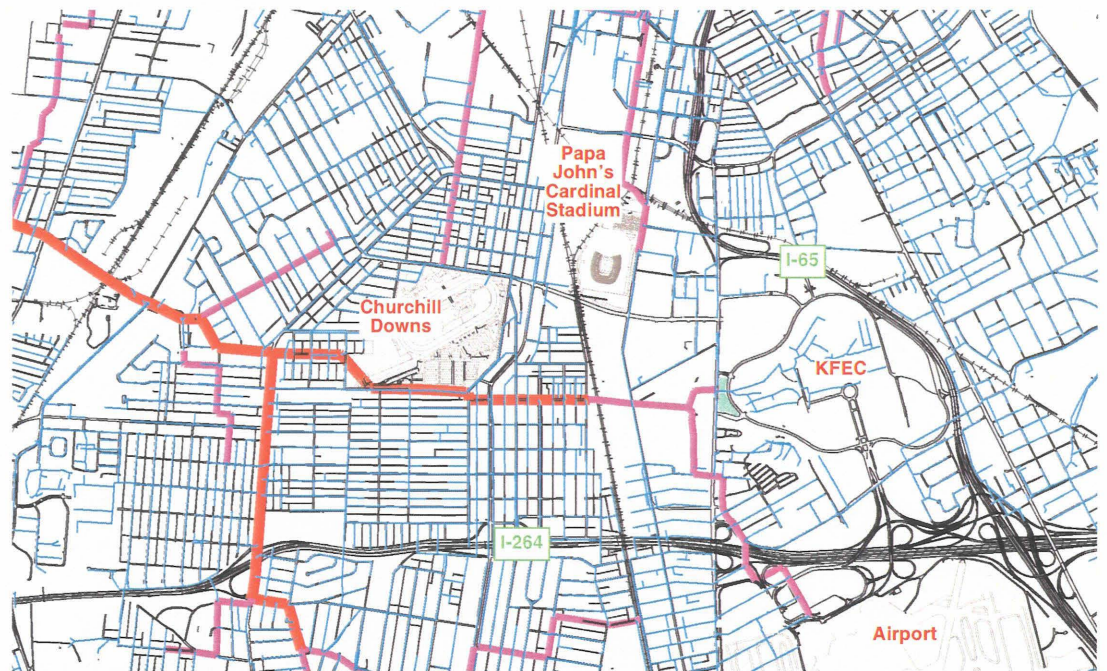 Papa
John's
Cardinal
Stadium
I-65
Churchill
Downs
KFEC
I-264
Airport